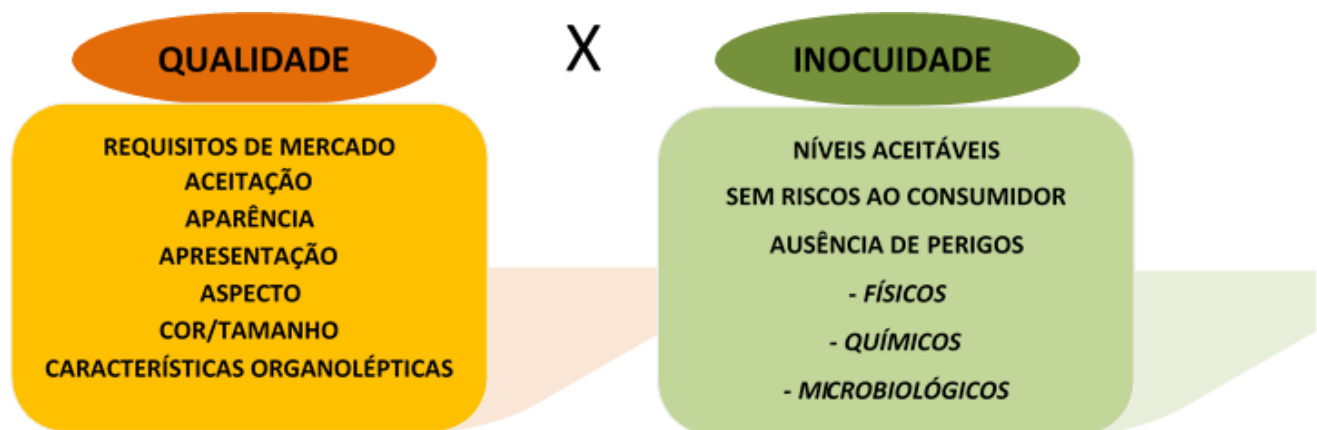 QUALIDADE
X
INOCUIDADE
REQUISITOS DE MERCADO
ACEITAÇÃO
APARÊNCIA
APRESENTAÇÃO
ASPECTO
COR/TAMANHO
CARACTERÍSTICAS ORGANOLÉPTICAS
NÍVEIS ACEITÁVEIS
SEM RISCOS AO CONSUMIDOR
AUSÊNCIA DE PERIGOS
- FÍSICOS
- QUÍMICOS
- MICROBIOLÓGICOS